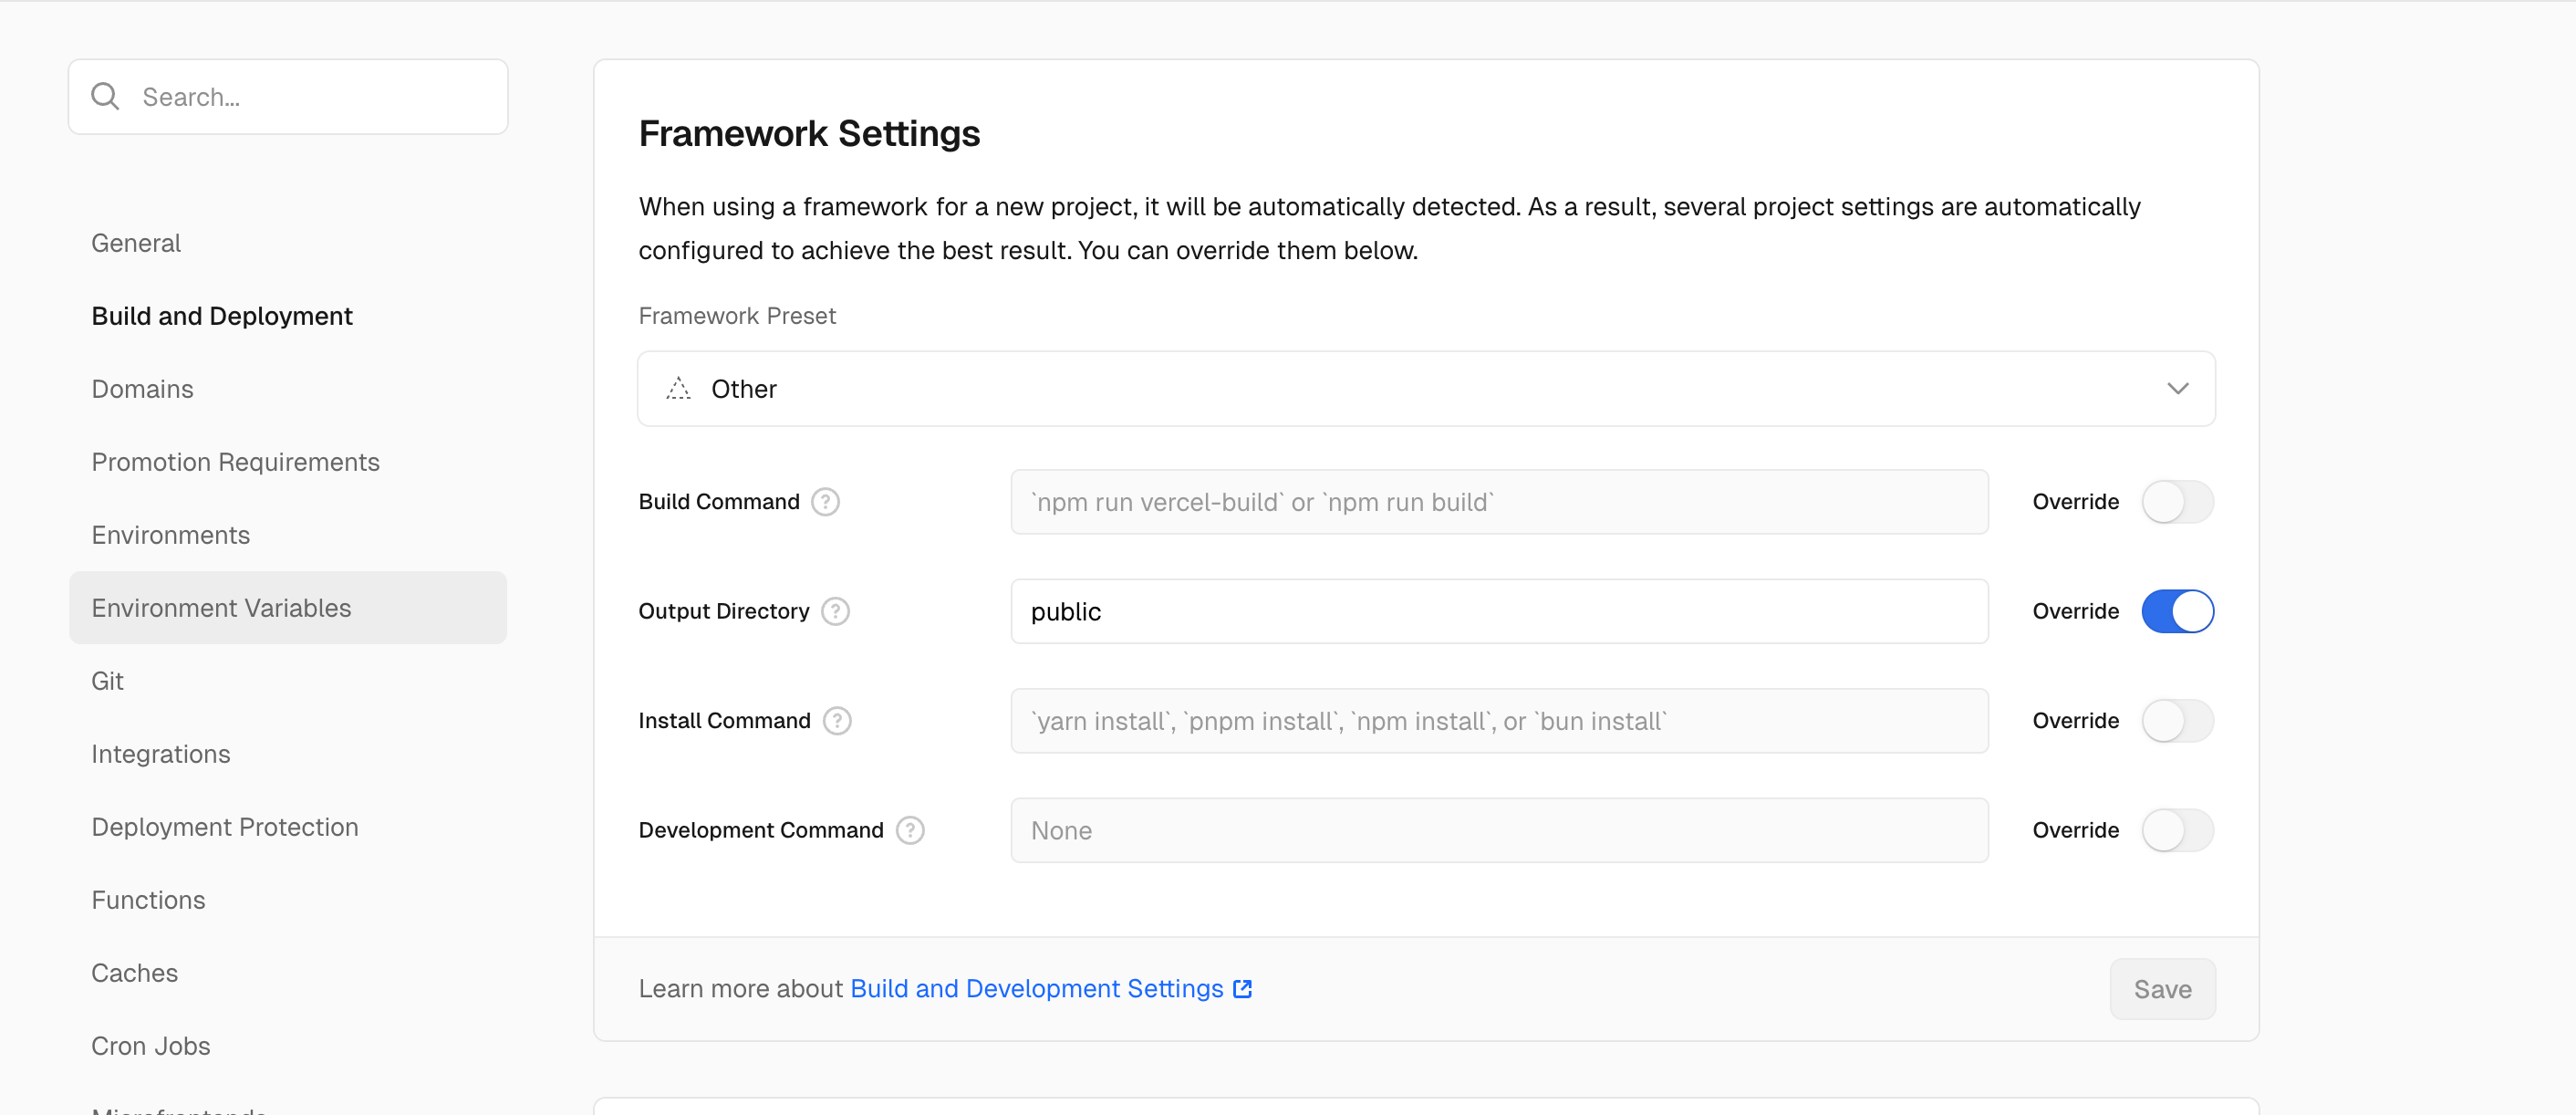 Search...
General
Build and Deployment
Domains
Promotion Requirements
Environments
Environment Variables
Git
Integrations
Deployment Protection
Functions
Caches
Cron Jobs
Microfrontends
Framework Settings
When using a framework for a new project, it will be automatically detected. As a result, several project settings are automatically
configured to achieve the best result. You can override them below.
Framework Preset
Other
Build Command ?
`npm run vercel-build` or `npm run build`
Override
Output Directory ?
public
Override
Install Command ?
`yarn install`, `pnpm install`, `npm install`, or `bun install`
Override
Development Command ?
None
Override
Learn more about Build and Development Settings
Save